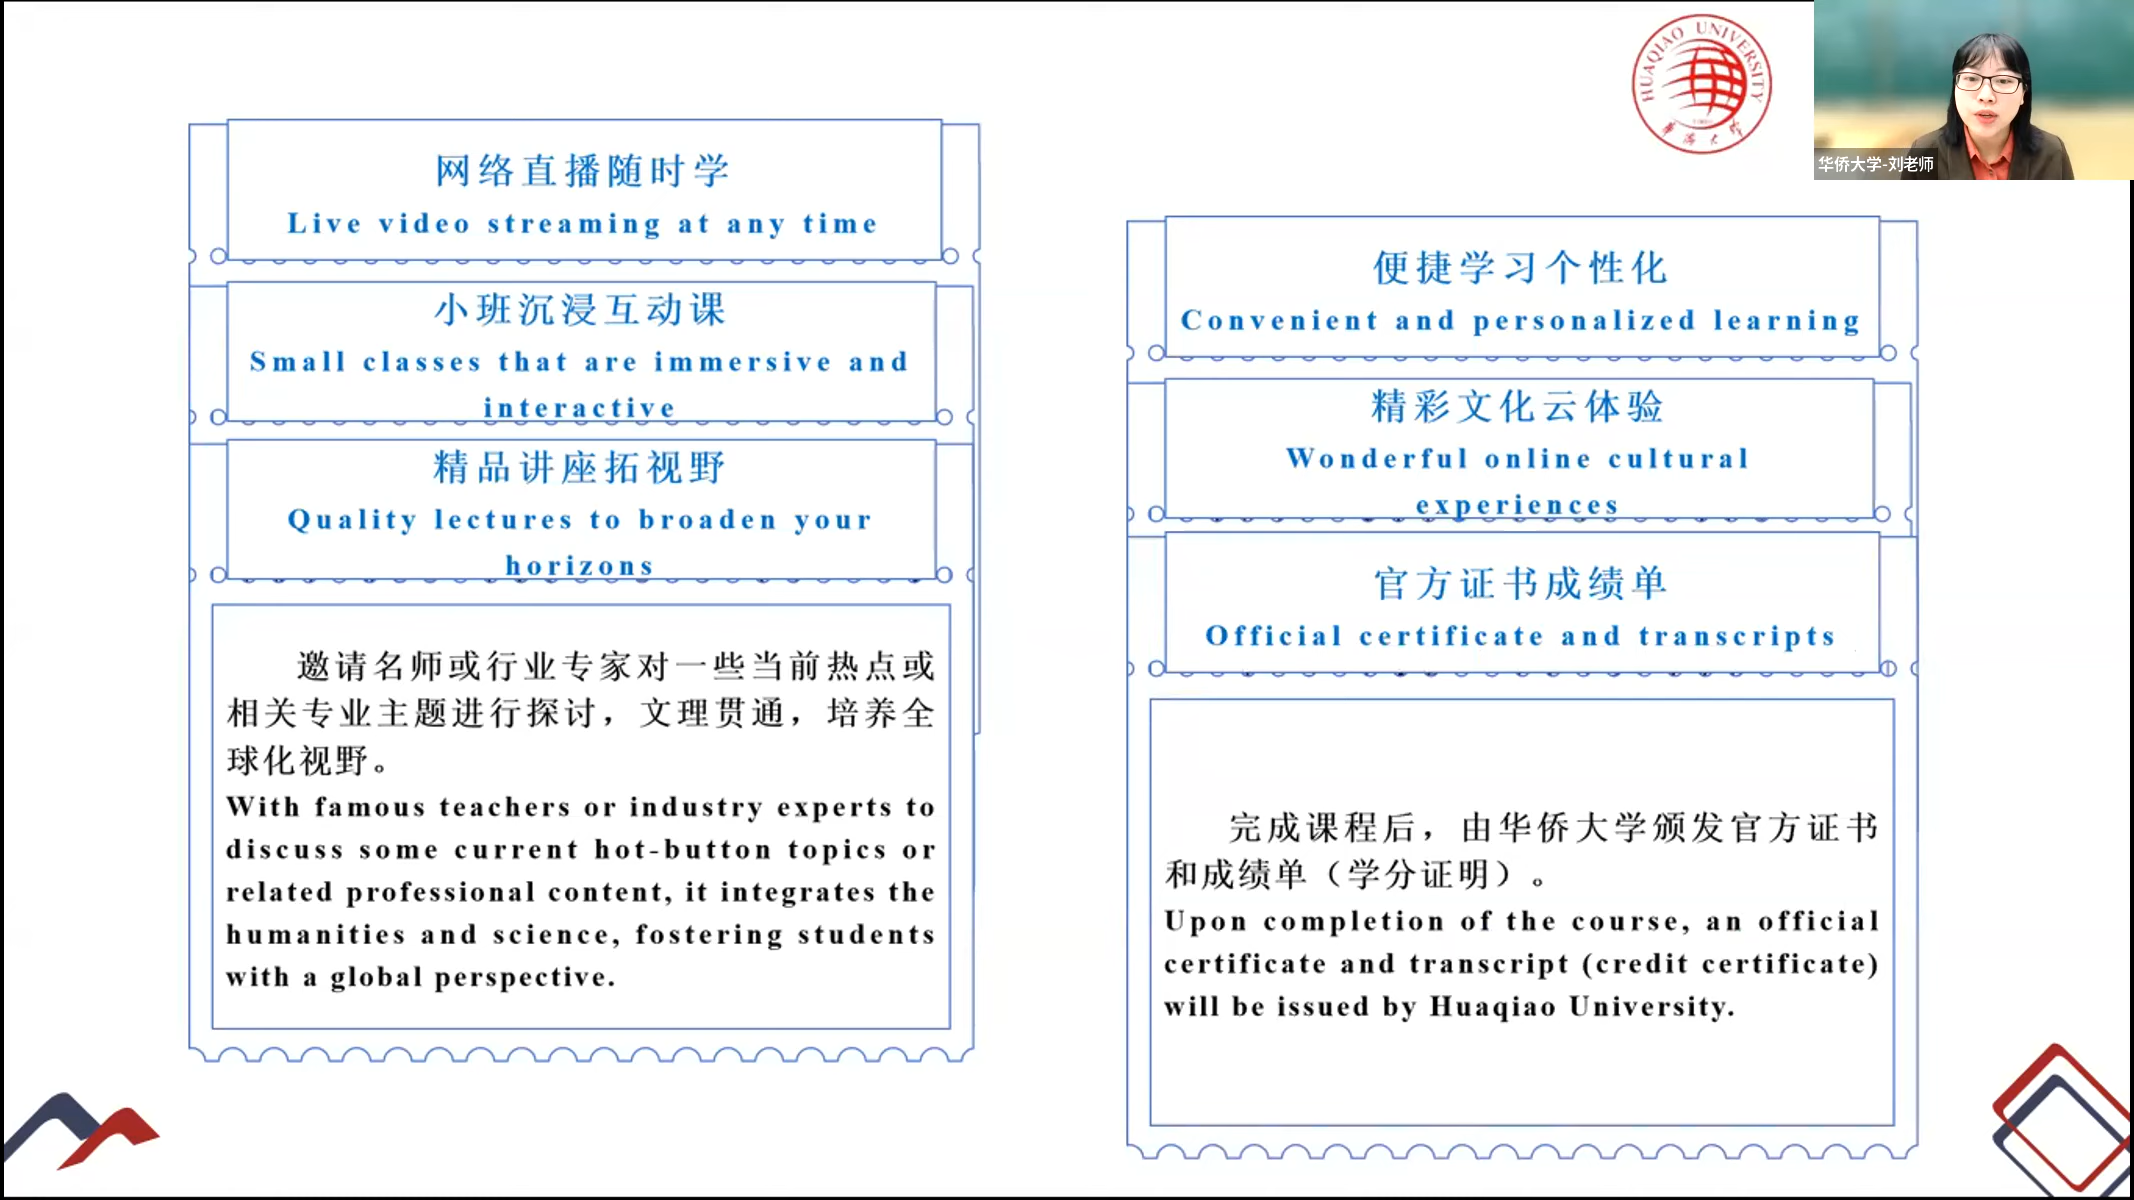 网络直播随时学
Live video streaming at any time
小班沉浸互动课
Small classes that are immersive and
interactive
精品讲座拓视野
Quality lectures to broaden your
horizons
邀请名师或行业专家对一些当前热点或
相关专业主题进行探讨，文理贯通，培养全
球化视野。
With famous teachers or industry experts to
discuss some current hot-button topics or
related professional content, it integrates the
humanities and science, fostering students
with a global perspective.
HUAQIAO UNIVERSITY
华侨大学
华侨大学-刘老师
便捷学习个性化
Convenient and personalized learning
精彩文化云体验
Wonderful online cultural
experiences
官方证书成绩单
Official certificate and transcripts
完成课程后，由华侨大学颁发官方证书
和成绩单（学分证明）。
Upon completion of the course, an official
certificate and transcript (credit certificate)
will be issued by Huaqiao University.